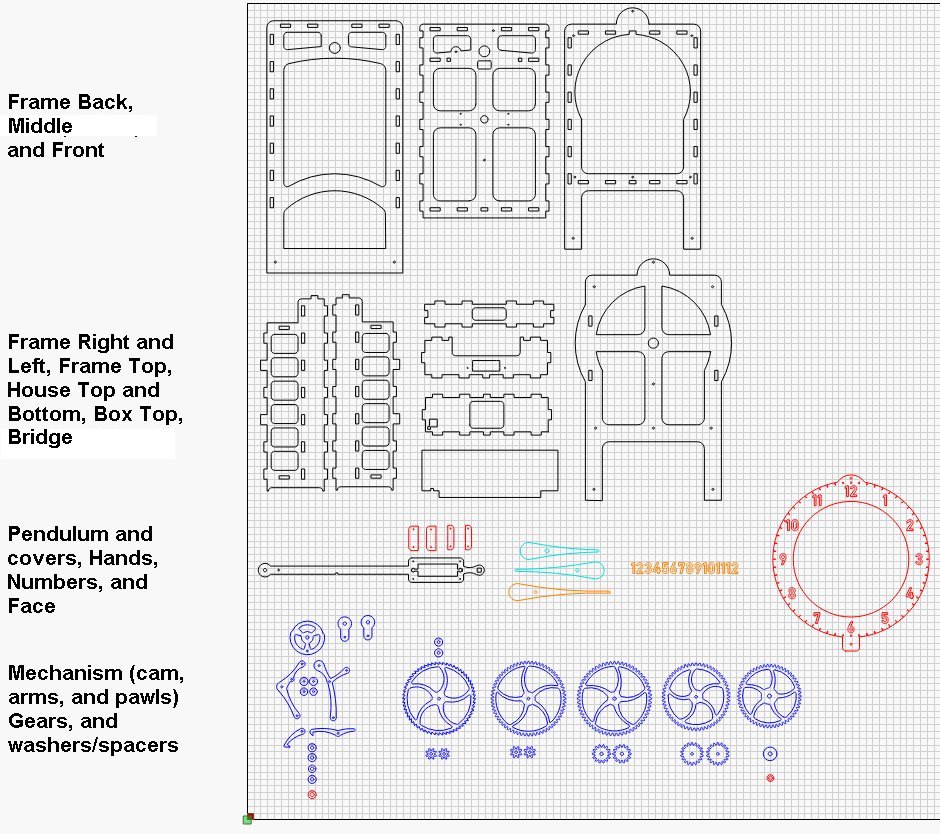 Frame Back,
Middle
and Front
Frame Right and
Left, Frame Top,
House Top and
Bottom, Box Top,
Bridge
Pendulum and
covers, Hands,
Numbers, and
Face
123456789101112
12
1
2
3
4
5
6
7
8
9
10
11
Mechanism (cam,
arms, and pawls)
Gears, and
washers/spacers